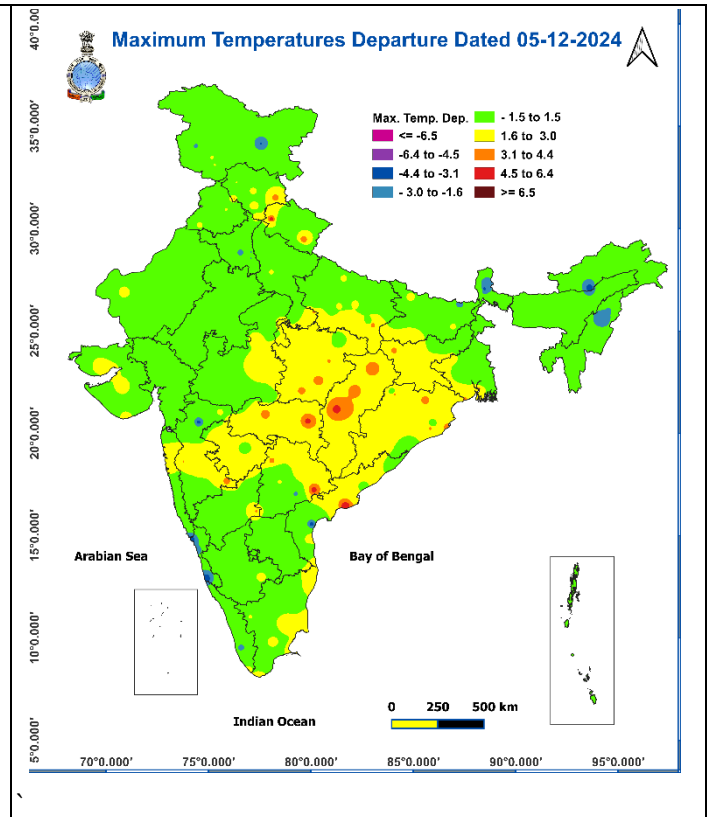 Maximum Temperatures Departure Dated 05-12-2024
Max. Temp. Dep.
<= -6.5
-6.4 to -4.5
-4.4 to -3.1
- 3.0 to -1.6
- 1.5 to 1.5
1.6 to 3.0
3.1 to 4.4
4.5 to 6.4
>= 6.5
35°0.000'
30°0.000'
25°0.000'
20°0.000'
15°0.000'
10°0.000'
5°0.000'
Arabian Sea
Bay of Bengal
Indian Ocean
0 250 500 km
70°0.000' 75°0.000' 80°0.000' 85°0.000' 90°0.000' 95°0.000'
`